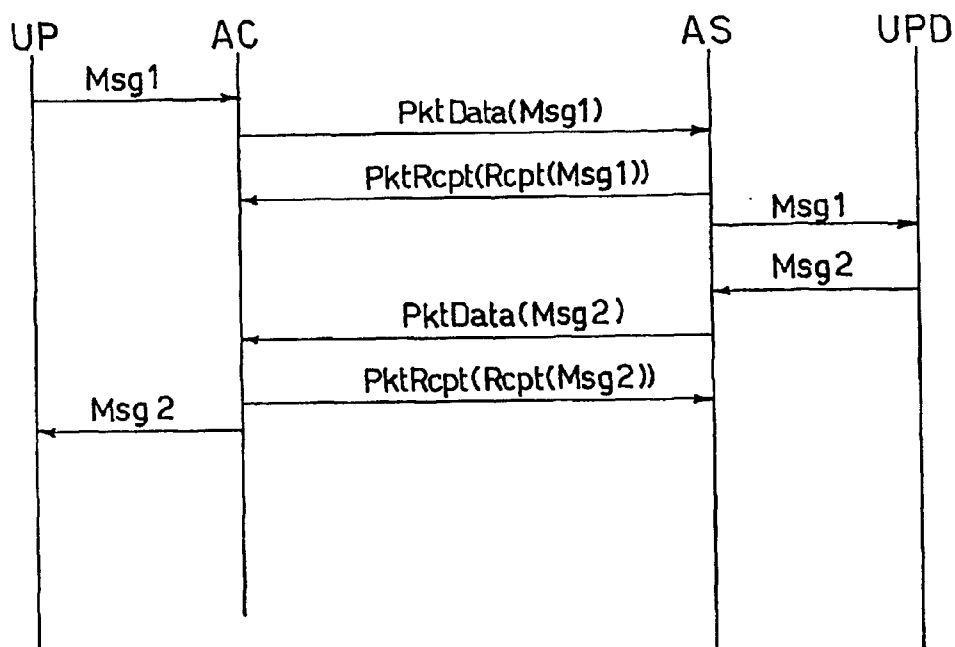 UP AC AS UPD
Msg1
PktData(Msg1)
PktRcpt(Rcpt(Msg1))
Msg1
Msg2
PktData(Msg2)
PktRcpt(Rcpt(Msg2))
Msg 2